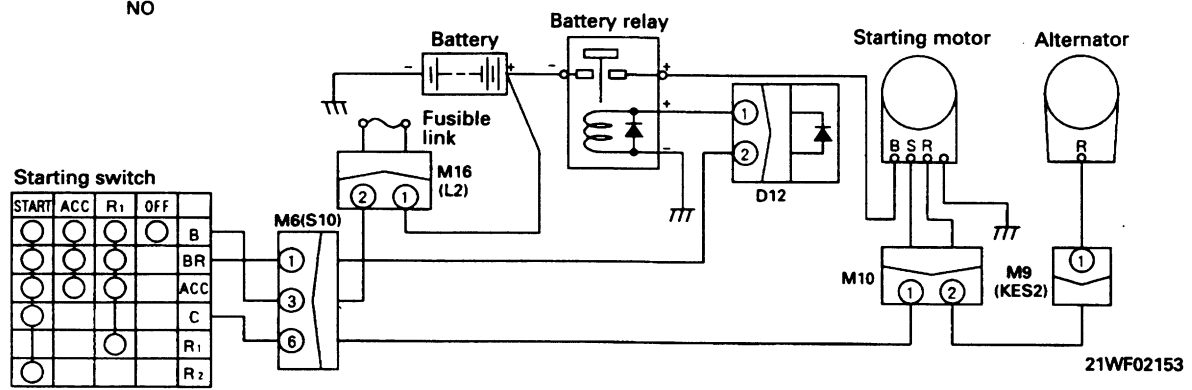 NO
Battery relay
Battery
Starting motor
Alternator
- +
- +
+
-
Fusible
link
1
2
D12
B S R
R
M16
(L2)
2 1
Starting switch
START ACC R1 OFF
B
BR
ACC
C
R1
R2
M6(S10)
1
3
6
M10
1 2
M9
(KES2)
1
21WF02153